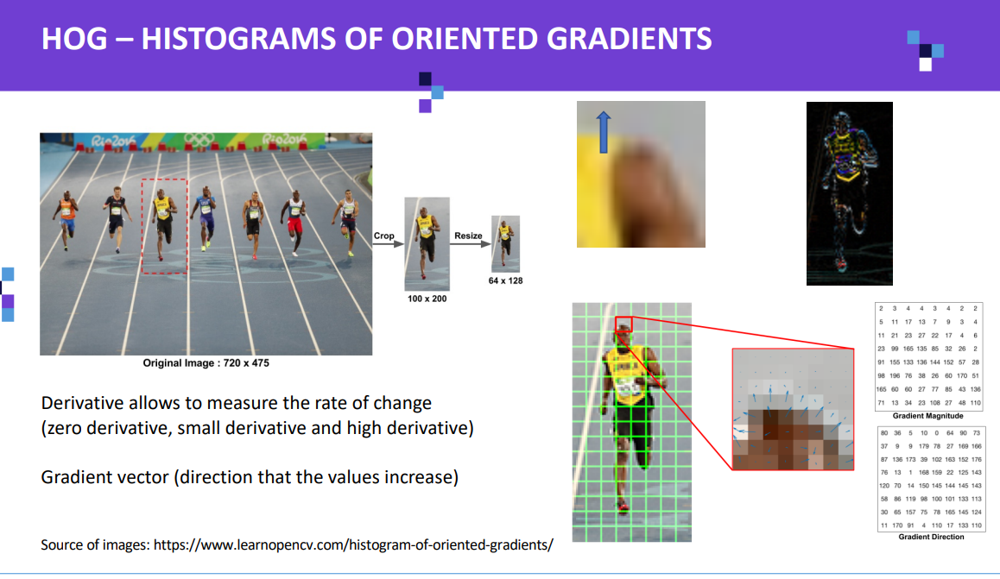 HOG – HISTOGRAMS OF ORIENTED GRADIENTS
Rio2016
Rio2016
Crop
Resize
64 x 128
100 x 200
Original Image : 720 x 475
Derivative allows to measure the rate of change
(zero derivative, small derivative and high derivative)
Gradient vector (direction that the values increase)
Source of images: https://www.learnopencv.com/histogram-of-oriented-gradients/
2 3 4 4 3 4 2 2
5 11 17 13 7 9 3 4
11 21 23 27 22 17 4 6
23 99 165 135 85 32 26 2
91 155 133 136 144 152 57 28
98 196 76 38 26 60 170 51
165 60 60 27 77 85 43 136
71 13 34 23 108 27 48 110
Gradient Magnitude
80 36 5 10 0 64 90 73
37 9 9 179 78 27 169 166
87 136 173 39 102 163 152 176
76 13 1 168 159 22 125 143
120 70 14 150 145 144 145 143
58 86 119 98 100 101 133 113
30 65 157 75 78 165 145 124
11 170 91 4 110 17 133 110
Gradient Direction